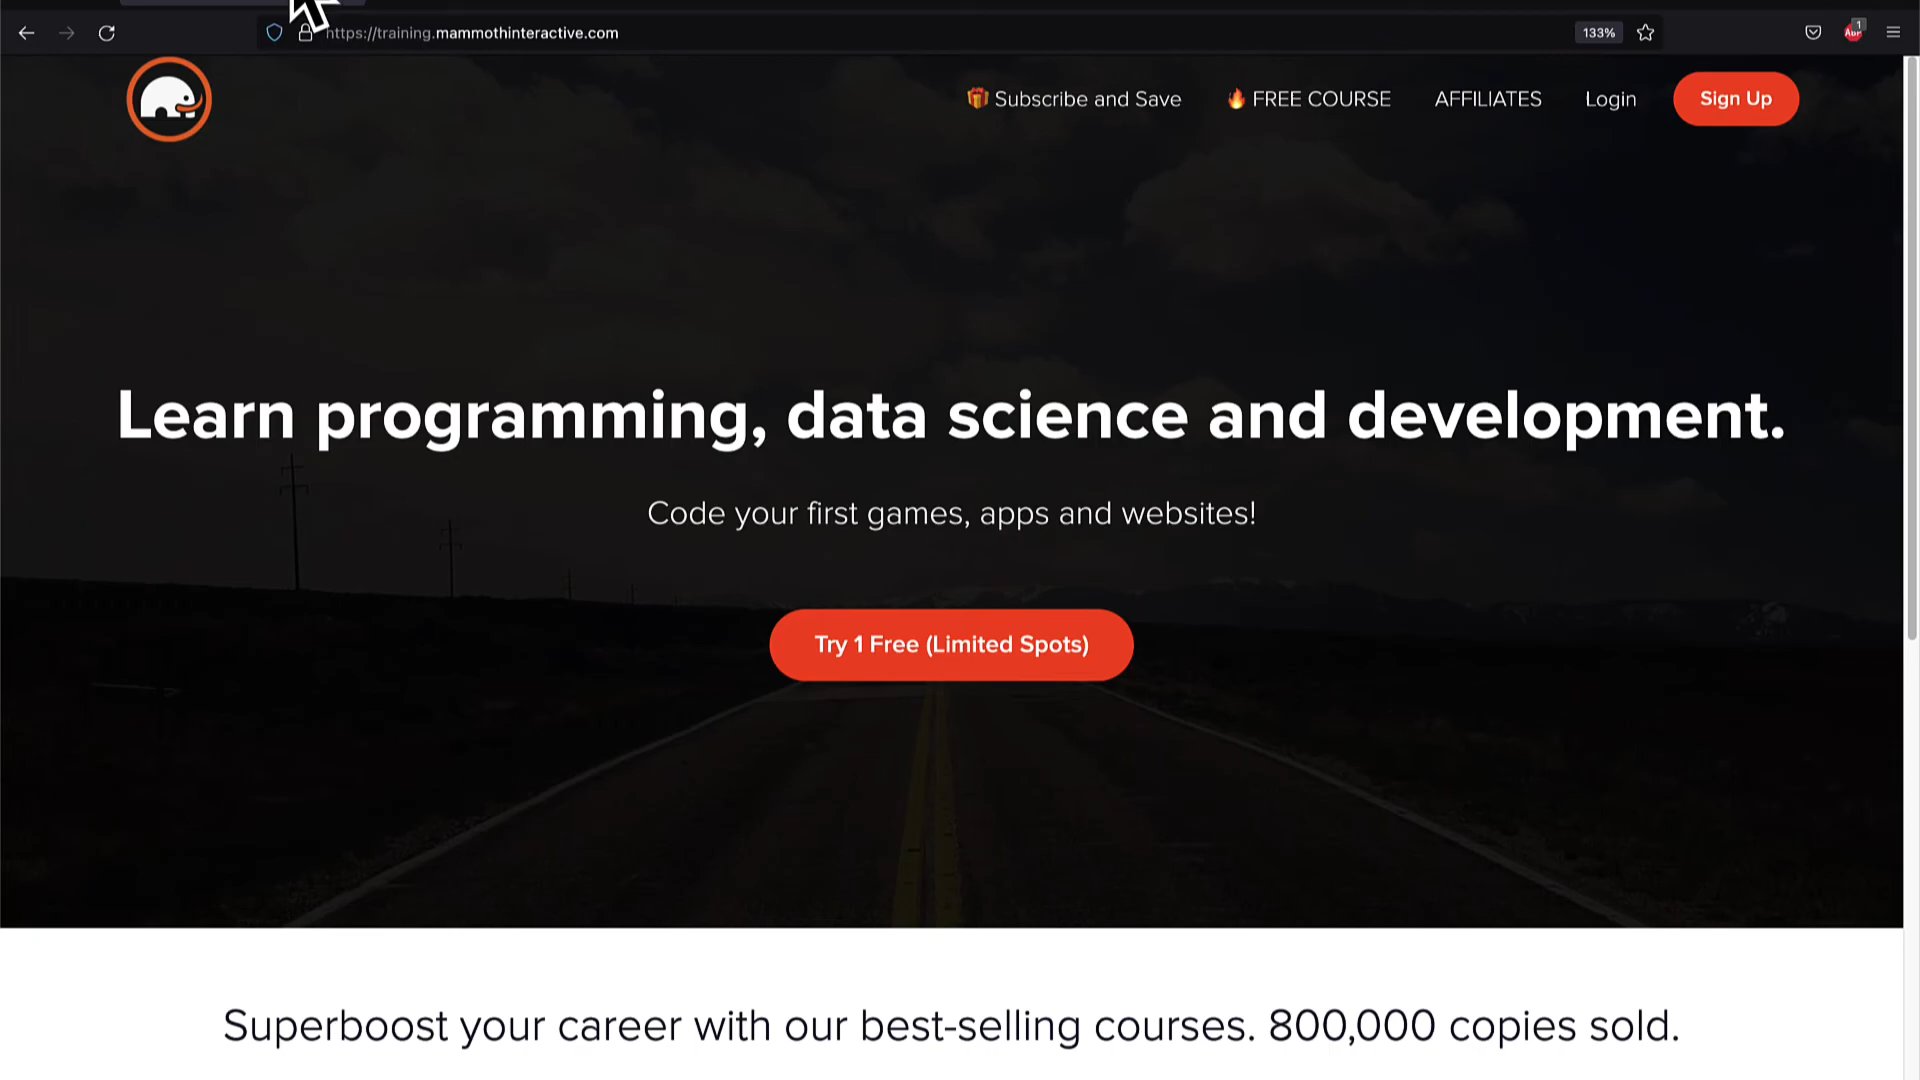 https://training.mammothinteractive.com
133%
1
ABP
🎁 Subscribe and Save
🔥 FREE COURSE
AFFILIATES
Login
Sign Up
Learn programming, data science and development.
Code your first games, apps and websites!
Try 1 Free (Limited Spots)
Superboost your career with our best-selling courses. 800,000 copies sold.